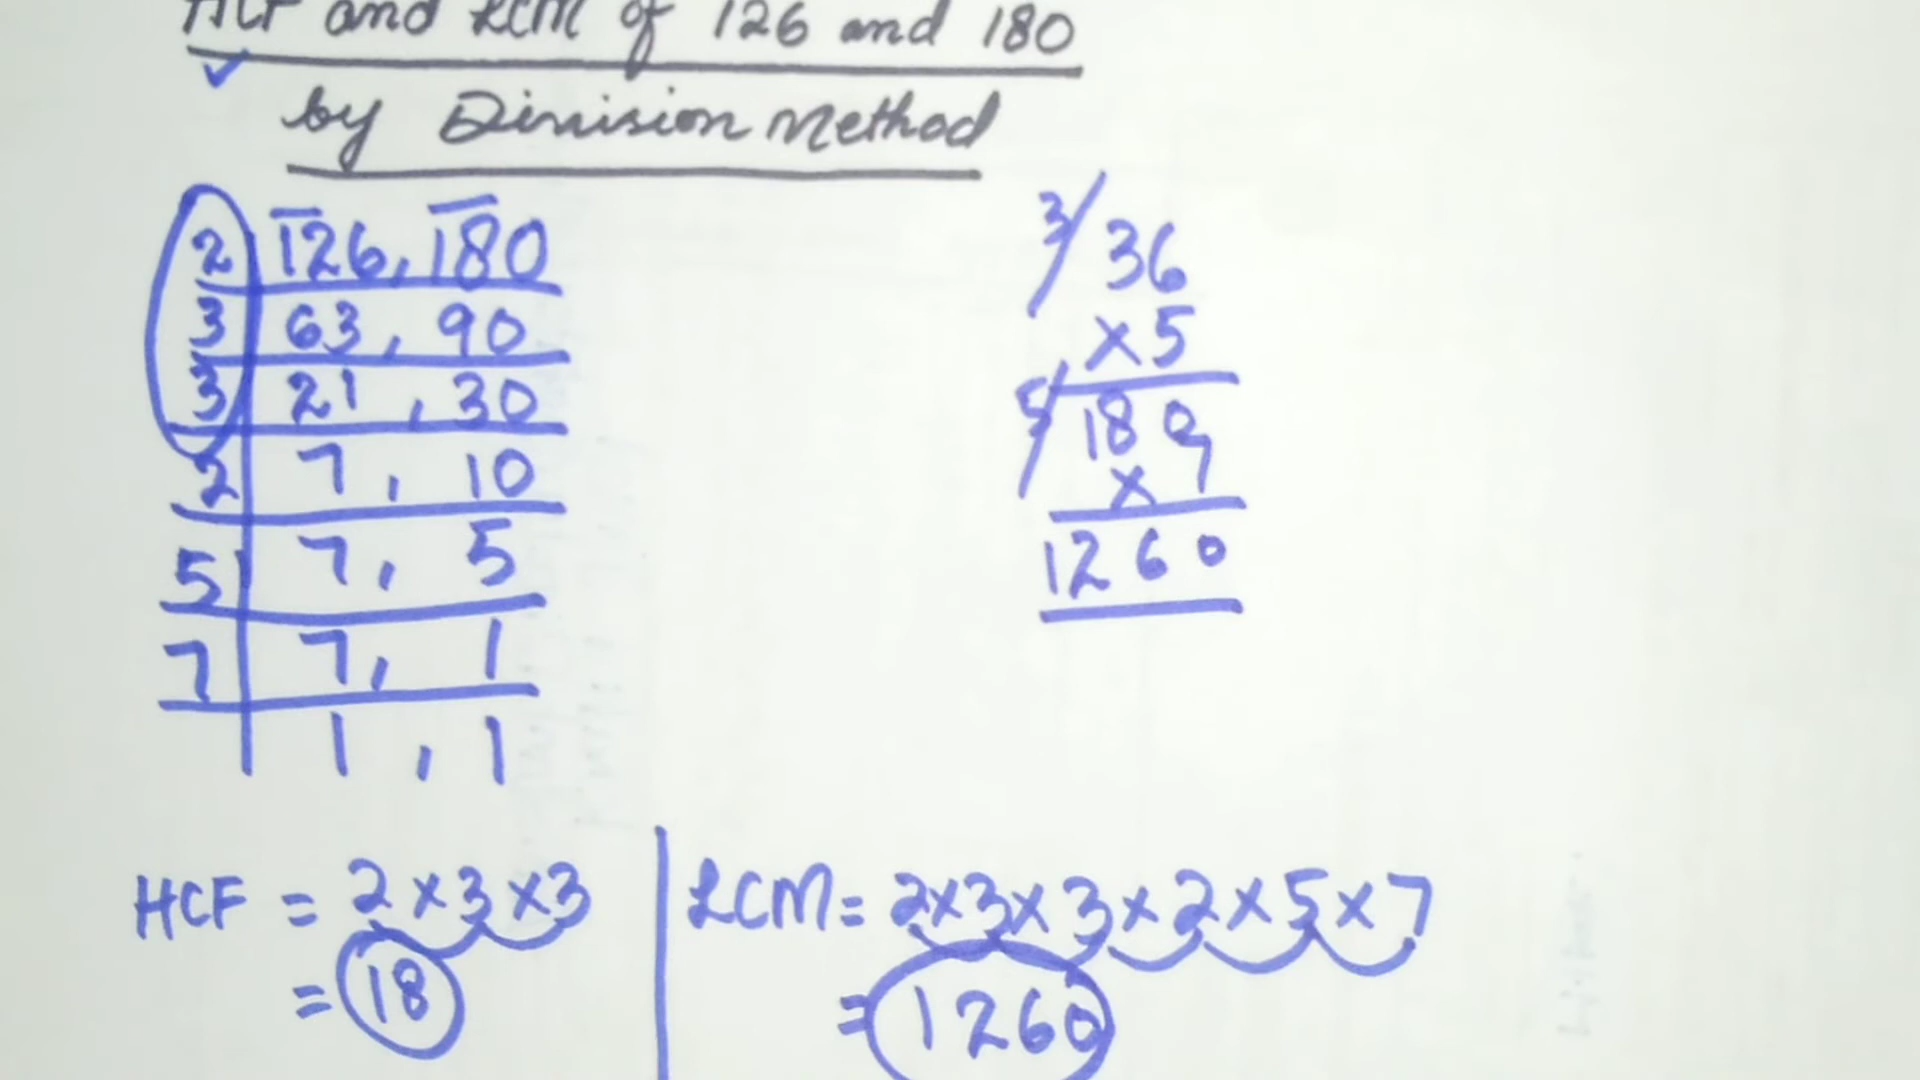 HCF and LCM of 126 and 180
by Division Method
2 126, 180
3 63, 90
3 21, 30
2 7, 10
5 7, 5
7 7, 1
1, 1
3 36
×5
5 180
×7
1260
HCF = 2×3×3
= 18
LCM = 2×3×3×2×5×7
= 1260